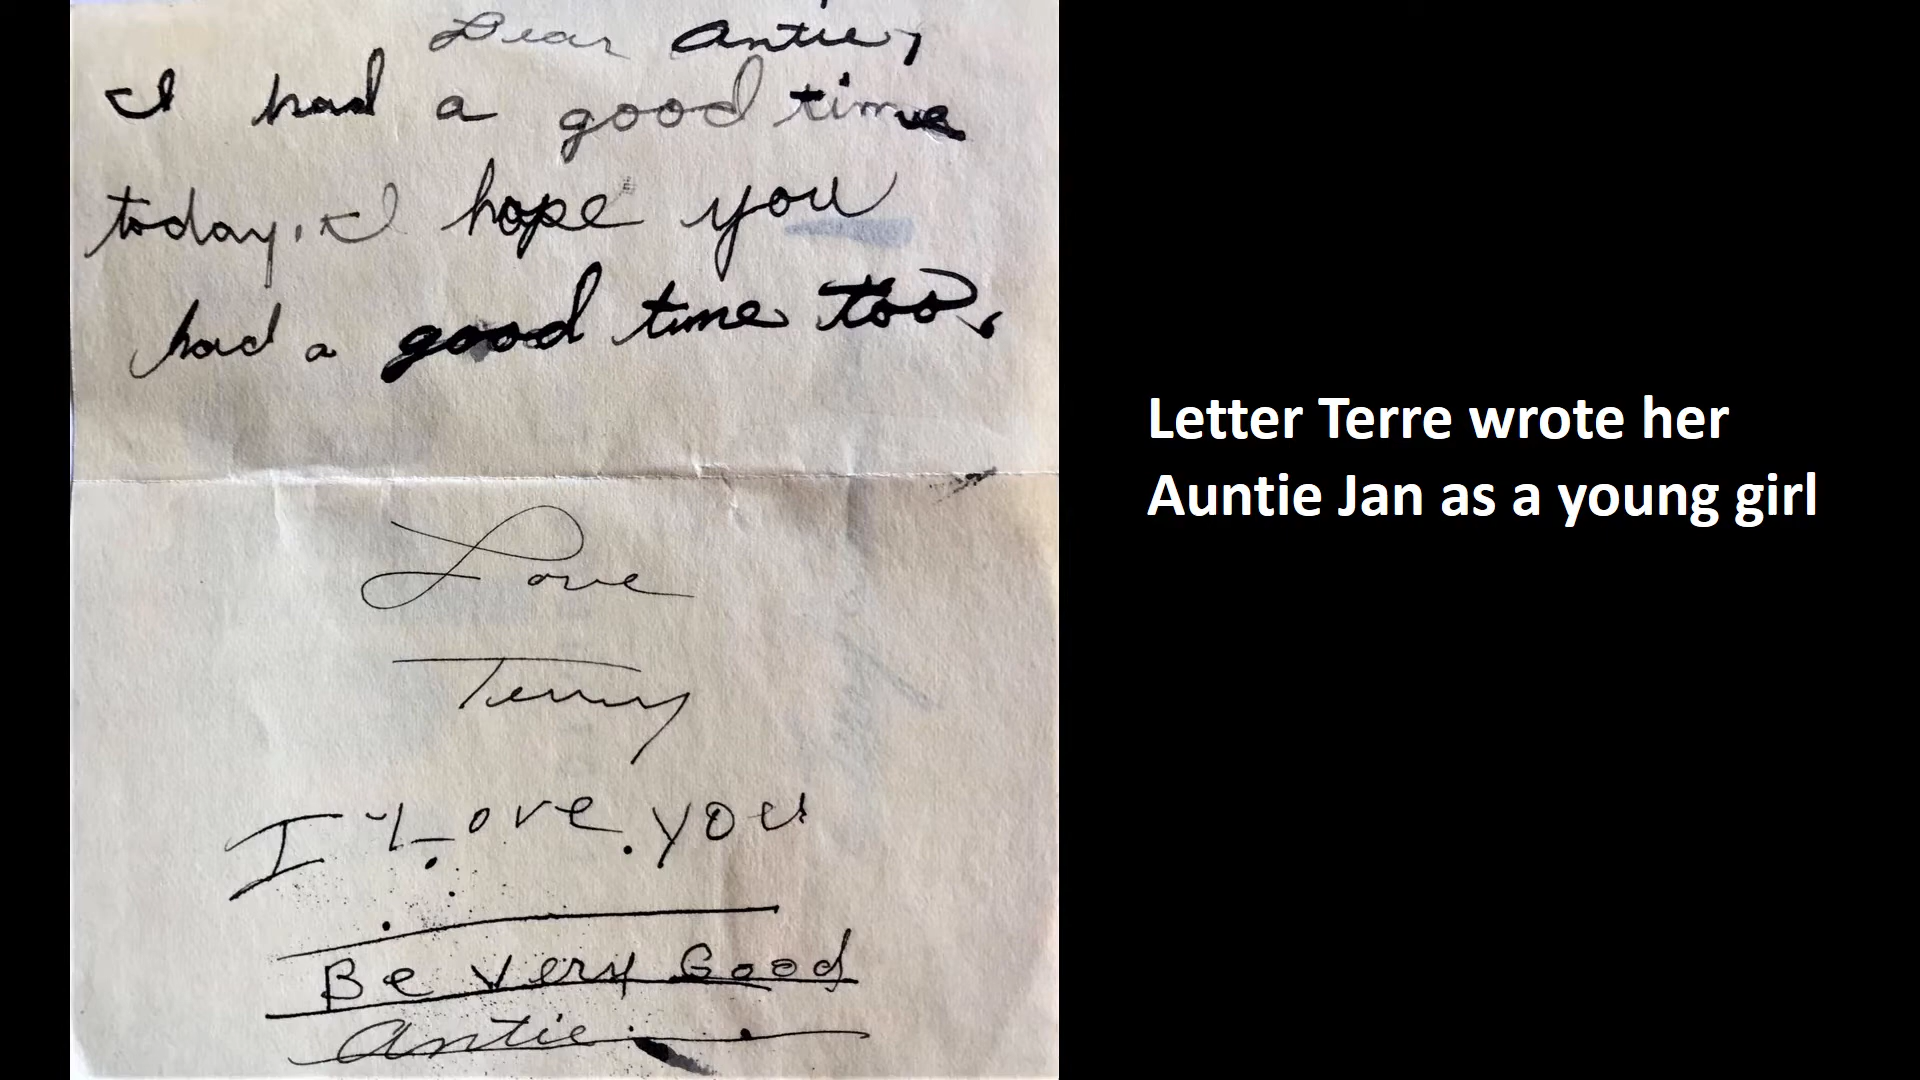 Dear Antie,
I had a good time
today. I hope you
had a good time too.
Love
Terry
I Love you
Be Very Good
Antie
Letter Terre wrote her
Auntie Jan as a young girl